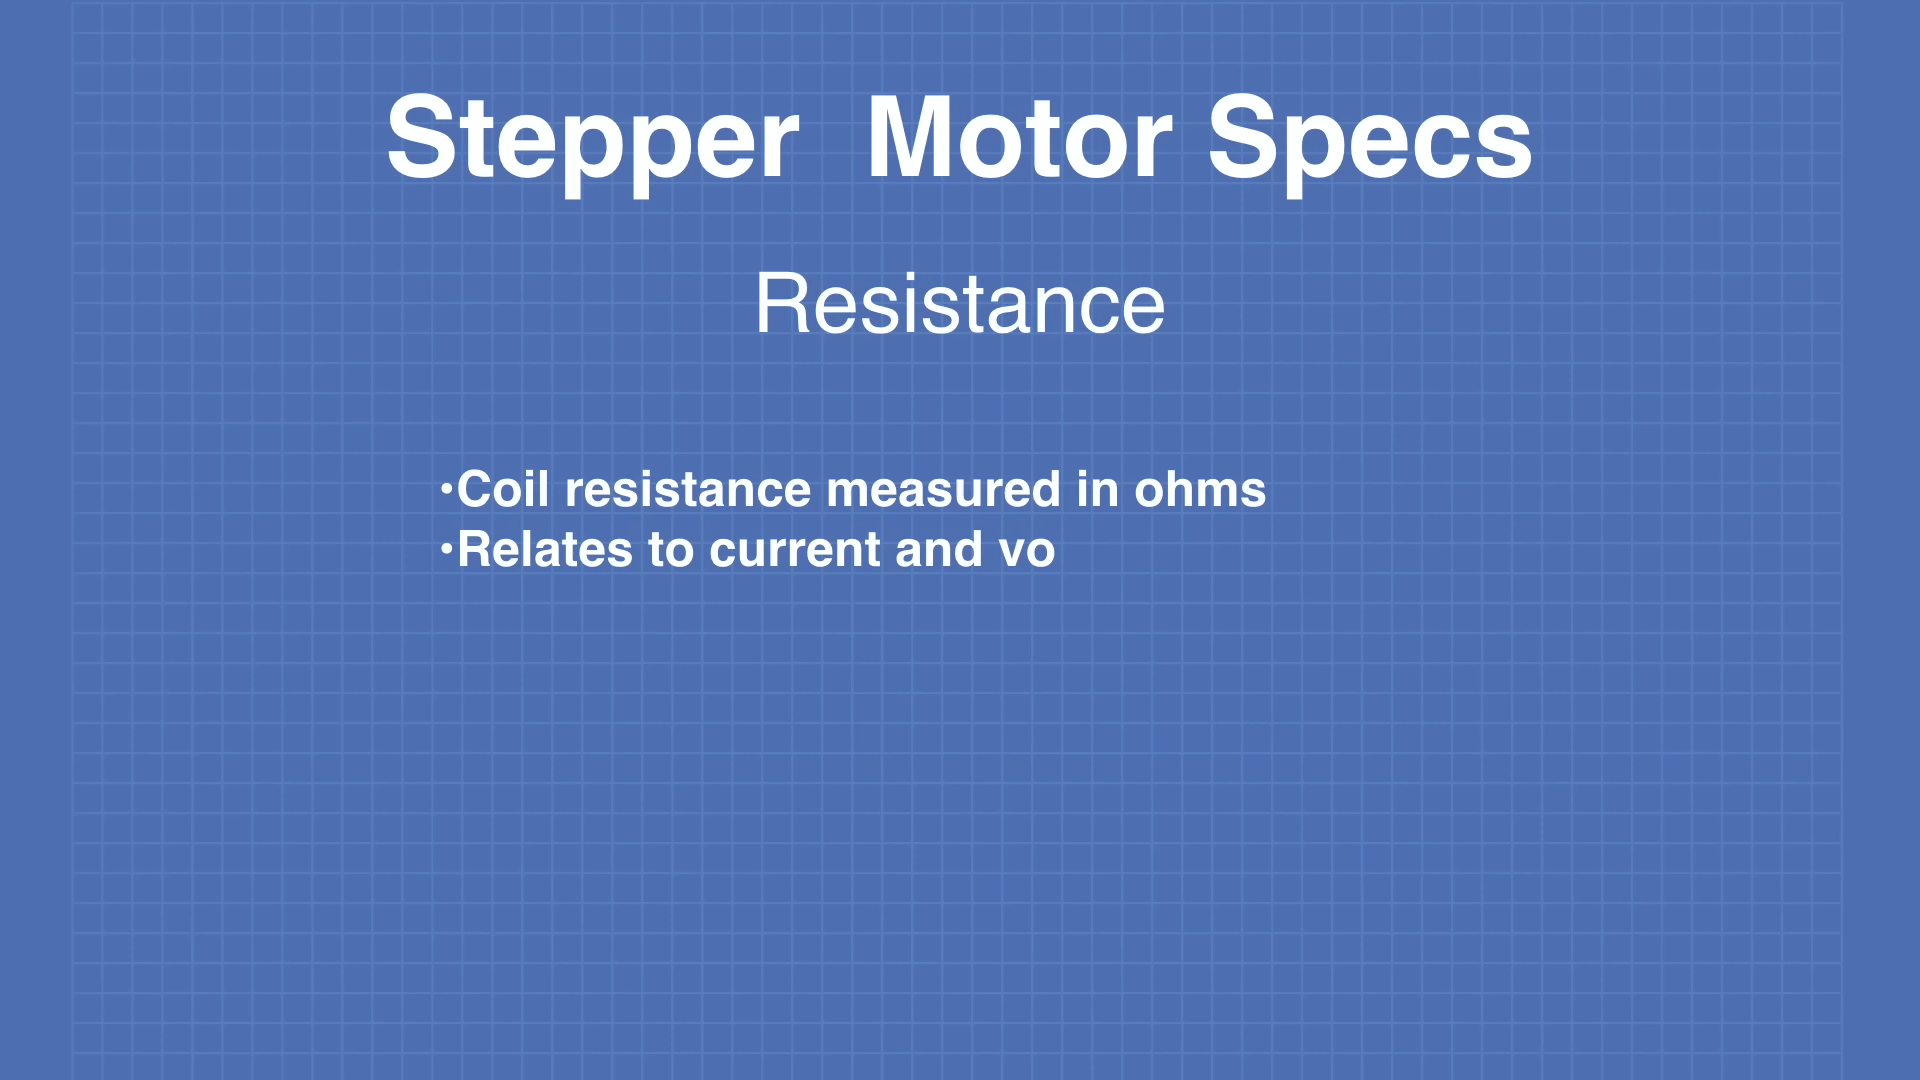 Stepper  Motor Specs
Resistance
•Coil resistance measured in ohms
•Relates to current and vo